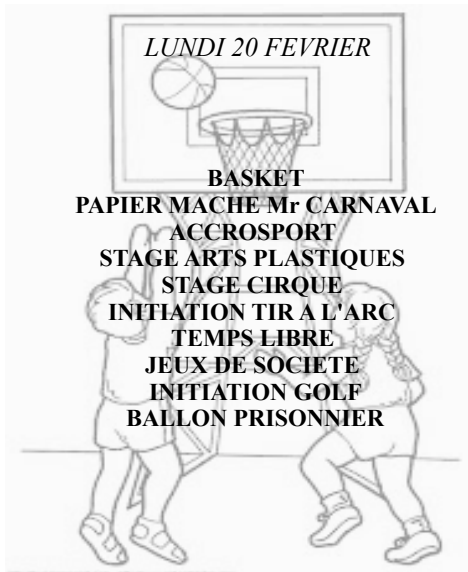 LUNDI 20 FEVRIER
BASKET
PAPIER MACHE Mr CARNAVAL
ACCROSPORT
STAGE ARTS PLASTIQUES
STAGE CIRQUE
INITIATION TIR A L'ARC
TEMPS LIBRE
JEUX DE SOCIETE
INITIATION GOLF
BALLON PRISONNIER